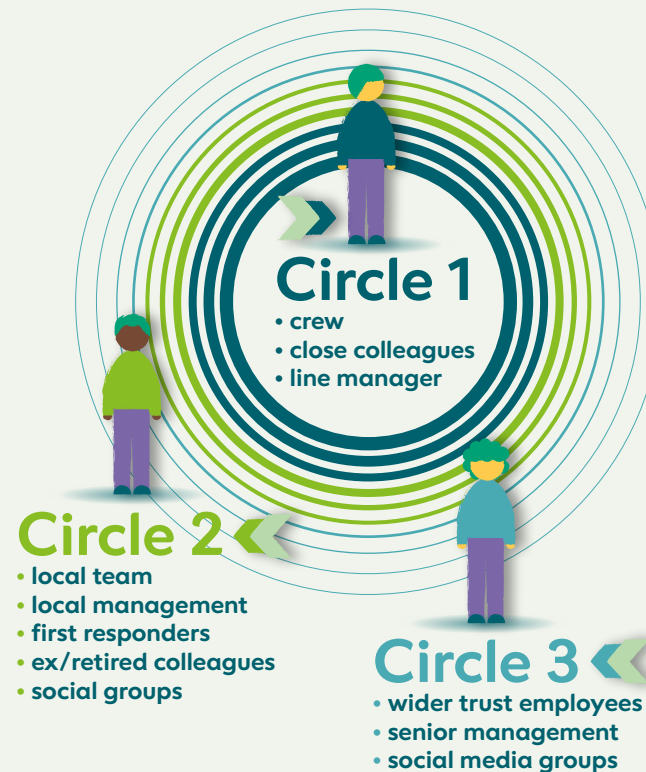 Circle 1
• crew
• close colleagues
• line manager
Circle 2
• local team
• local management
• first responders
• ex/retired colleagues
• social groups
Circle 3
• wider trust employees
• senior management
• social media groups